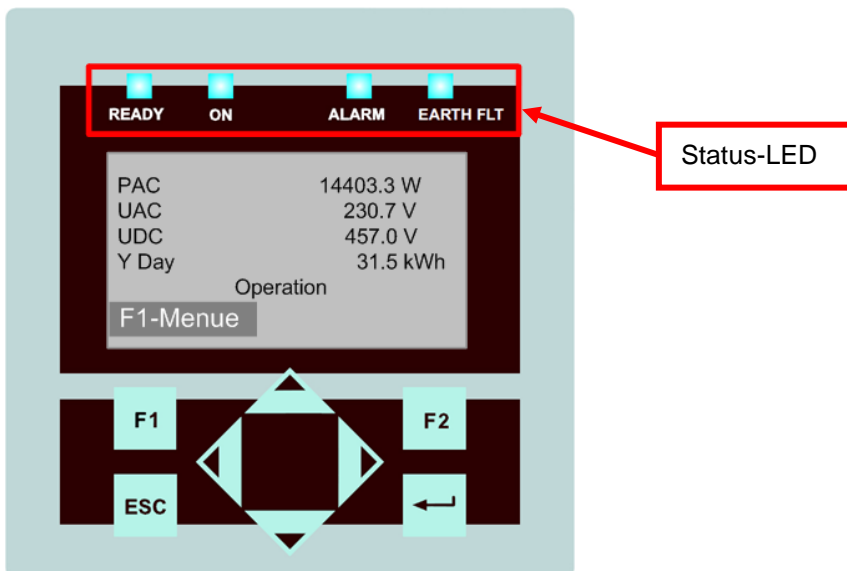 READY ON ALARM EARTH FLT
Status-LED
PAC 14403.3 W
UAC 230.7 V
UDC 457.0 V
Y Day 31.5 kWh
Operation
F1-Menue
F1 F2
ESC